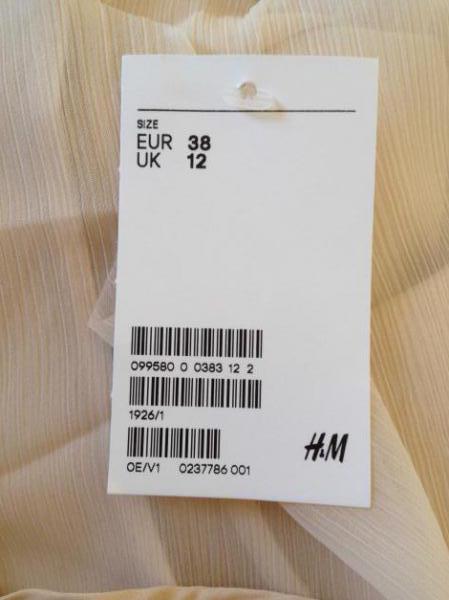 SIZE
EUR 38
UK 12
099580 0 0383 12 2
1926/1
H&M
OE/V1 0237786 001